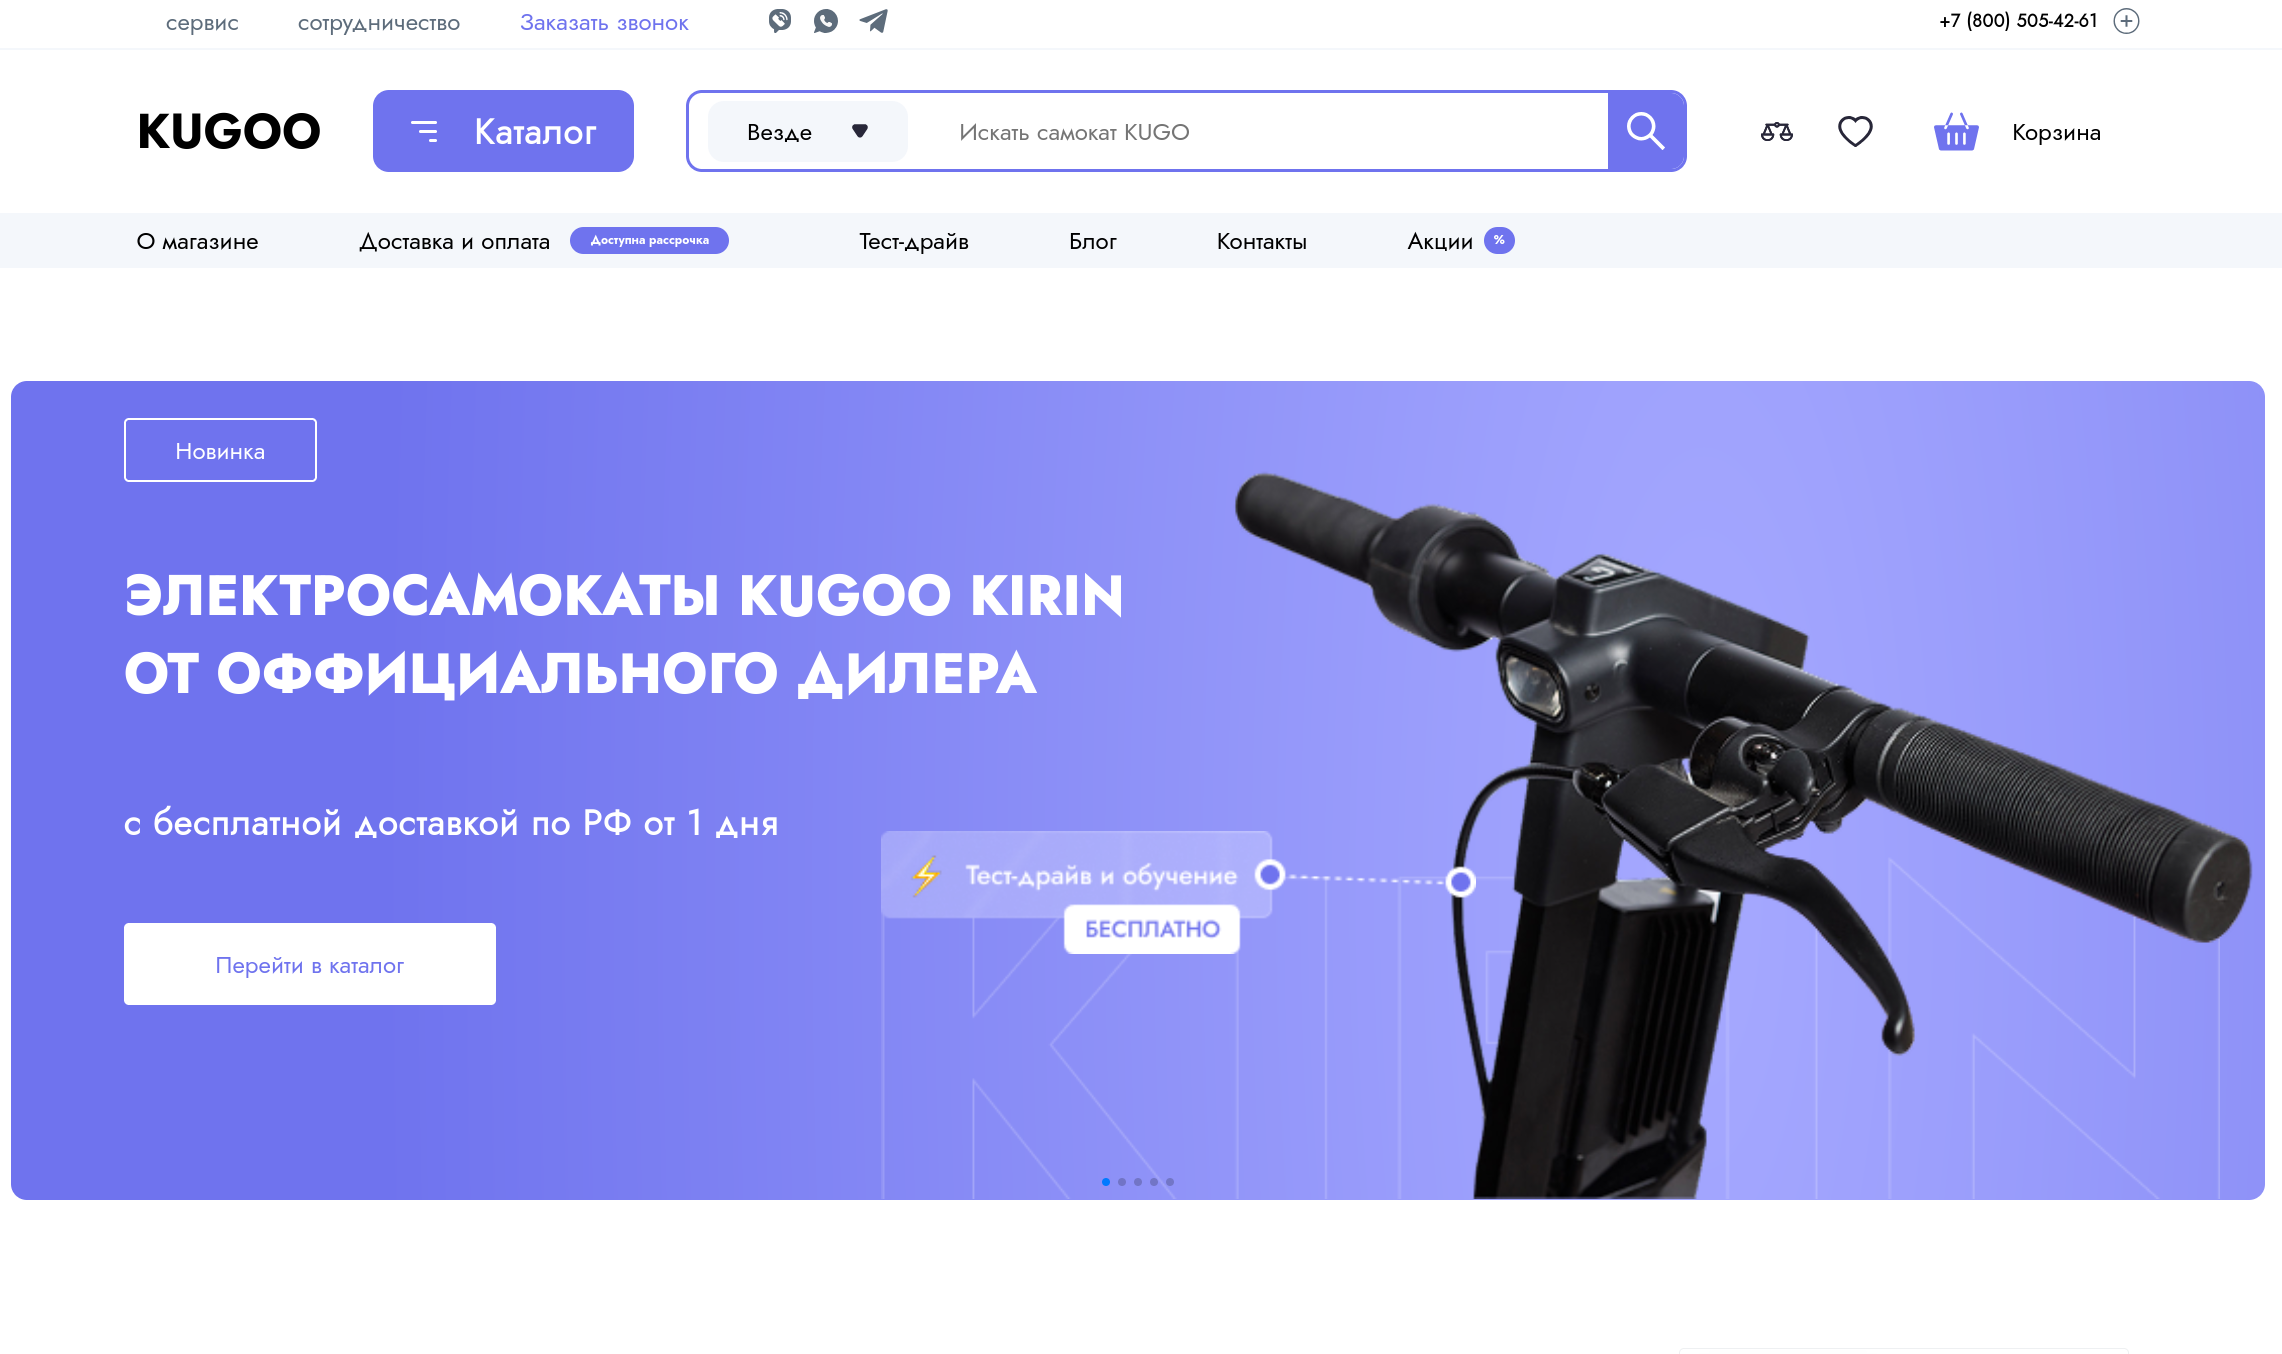 сервис сотрудничество Заказать звонок +7 (800) 505-42-61
KUGOO Каталог Везде Искать самокат KUGO Корзина
О магазине Доставка и оплата Доступна рассрочка Тест-драйв Блог Контакты Акции %
Новинка
ЭЛЕКТРОСАМОКАТЫ KUGOO KIRIN
ОТ ОФФИЦИАЛЬНОГО ДИЛЕРА
с бесплатной доставкой по РФ от 1 дня
Тест-драйв и обучение
БЕСПЛАТНО
Перейти в каталог
KIRIN